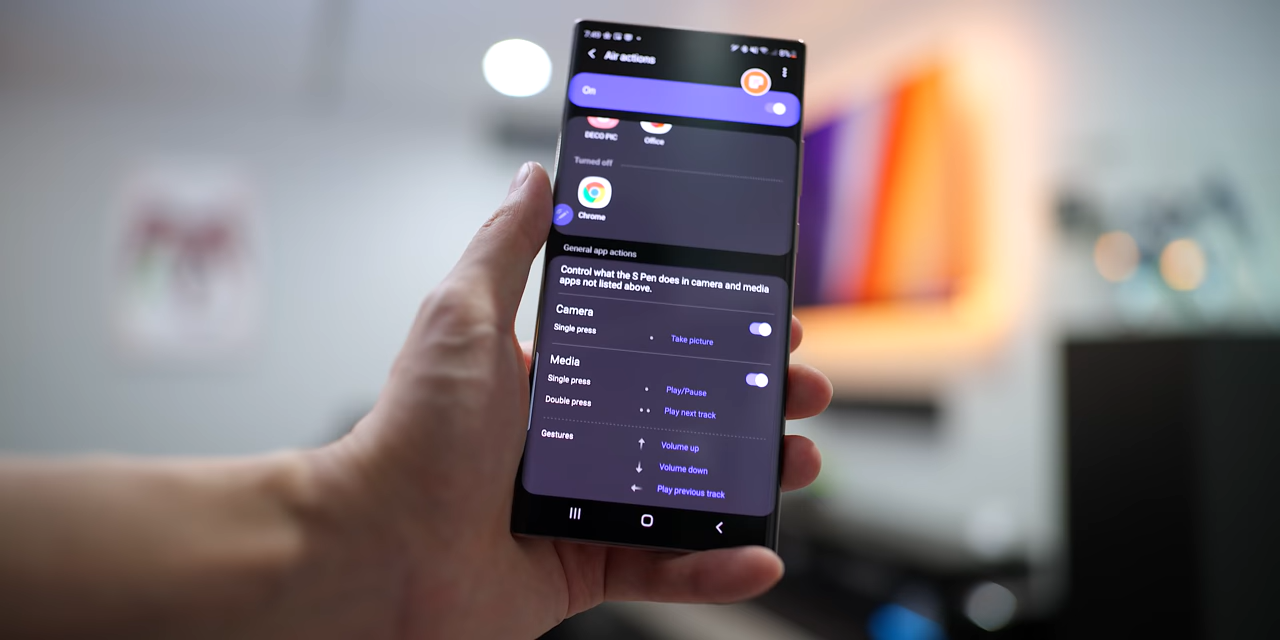 7:49
Air actions
On
DECO PIC
Office
Turned off
Chrome
General app actions
Control what the S Pen does in camera and media
apps not listed above.
Camera
Single press
Take picture
Media
Single press
Play/Pause
Double press
Play next track
Gestures
Volume up
Volume down
Play previous track